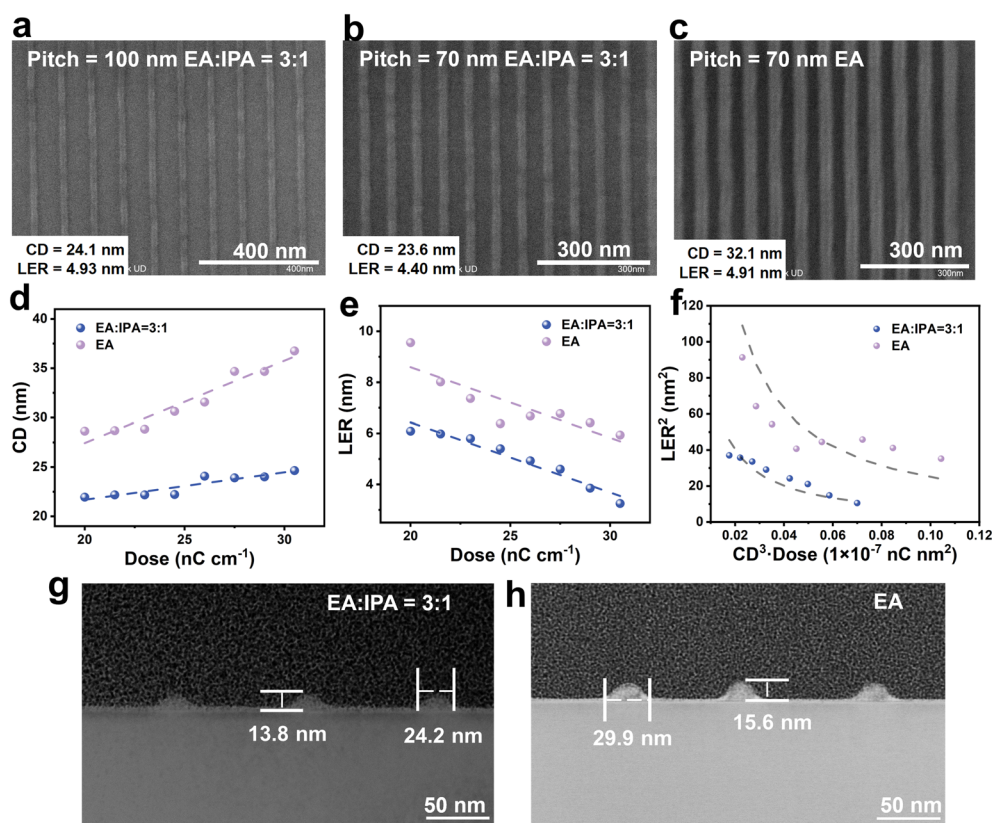 a
Pitch = 100 nm EA:IPA = 3:1
CD = 24.1 nm
LER = 4.93 nm
x UD
400 nm
400nm
b
Pitch = 70 nm EA:IPA = 3:1
CD = 23.6 nm
LER = 4.40 nm
x UD
300 nm
300nm
c
Pitch = 70 nm EA
CD = 32.1 nm
LER = 4.91 nm
x UD
300 nm
300nm
d
EA:IPA=3:1
EA
CD (nm)
40
35
30
25
22
20 25 30
Dose (nC cm⁻¹)
e
EA:IPA=3:1
EA
LER (nm)
10
8
6
4
20 25 30
Dose (nC cm⁻¹)
f
EA:IPA=3:1
EA
LER² (nm²)
120
100
80
60
40
20
0
0.02 0.04 0.06 0.08 0.10 0.12
CD³·Dose (1×10⁻⁷ nC nm²)
g
EA:IPA = 3:1
13.8 nm
24.2 nm
50 nm
h
EA
29.9 nm
15.6 nm
50 nm